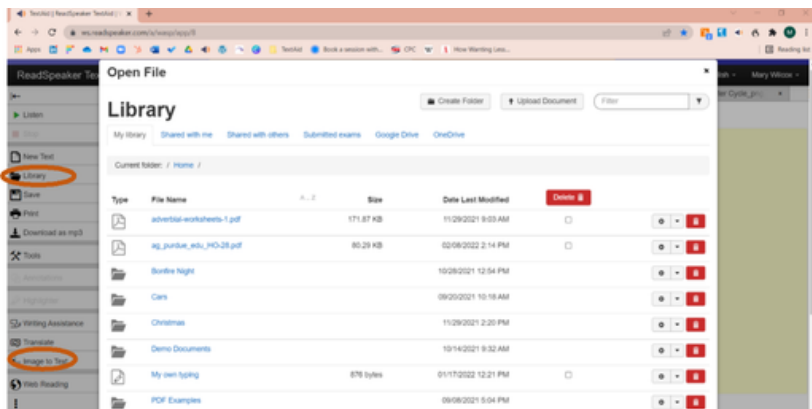 TextAid | ReadSpeaker TextAid
ws.readspeaker.com
Apps
TextAid
Book a session with...
CPC
How Wanting Less...
Reading list
ReadSpeaker Tex
Mary Wilcox
Open File
Library
Create Folder
Upload Document
Filter
My library Shared with me Shared with others Submitted exams Google Drive OneDrive
Current folder: / Home /
Type File Name A...Z Size Date Last Modified Delete
adverbial-worksheets-1.pdf 171.87 KB 11/29/2021 9:03 AM
ag_purdue_edu_HO-28.pdf 80.29 KB 02/08/2022 2:14 PM
Bonfire Night 10/28/2021 12:54 PM
Cars 09/20/2021 10:18 AM
Christmas 11/29/2021 2:20 PM
Demo Documents 10/14/2021 9:32 AM
My own typing 876 bytes 01/17/2022 12:21 PM
PDF Examples 09/08/2021 5:04 PM
Listen
Stop
New Text
Library
Save
Print
Download as mp3
Tools
Annotations
Highlighter
Writing Assistance
Translate
Image to Text
Web Reading